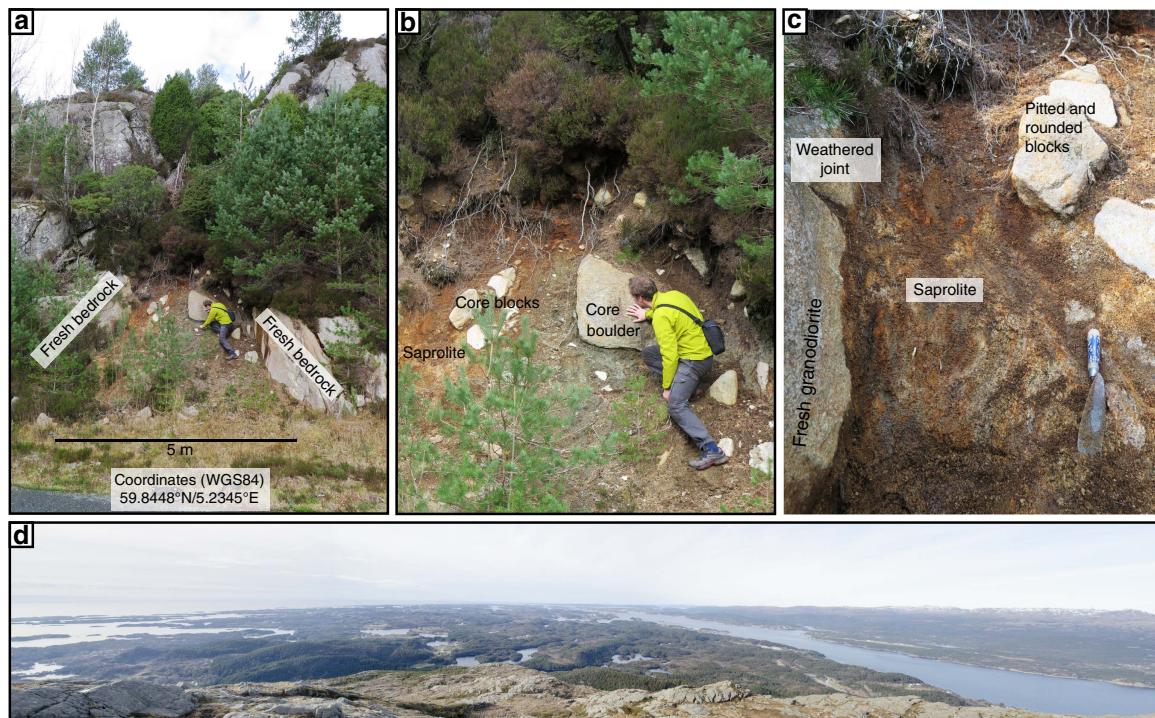 a
Fresh bedrock
Fresh bedrock
5 m
Coordinates (WGS84)
59.8448°N/5.2345°E
b
Core blocks
Core
boulder
Saprolite
c
Pitted and
rounded
blocks
Weathered
joint
Saprolite
Fresh granodiorite
d